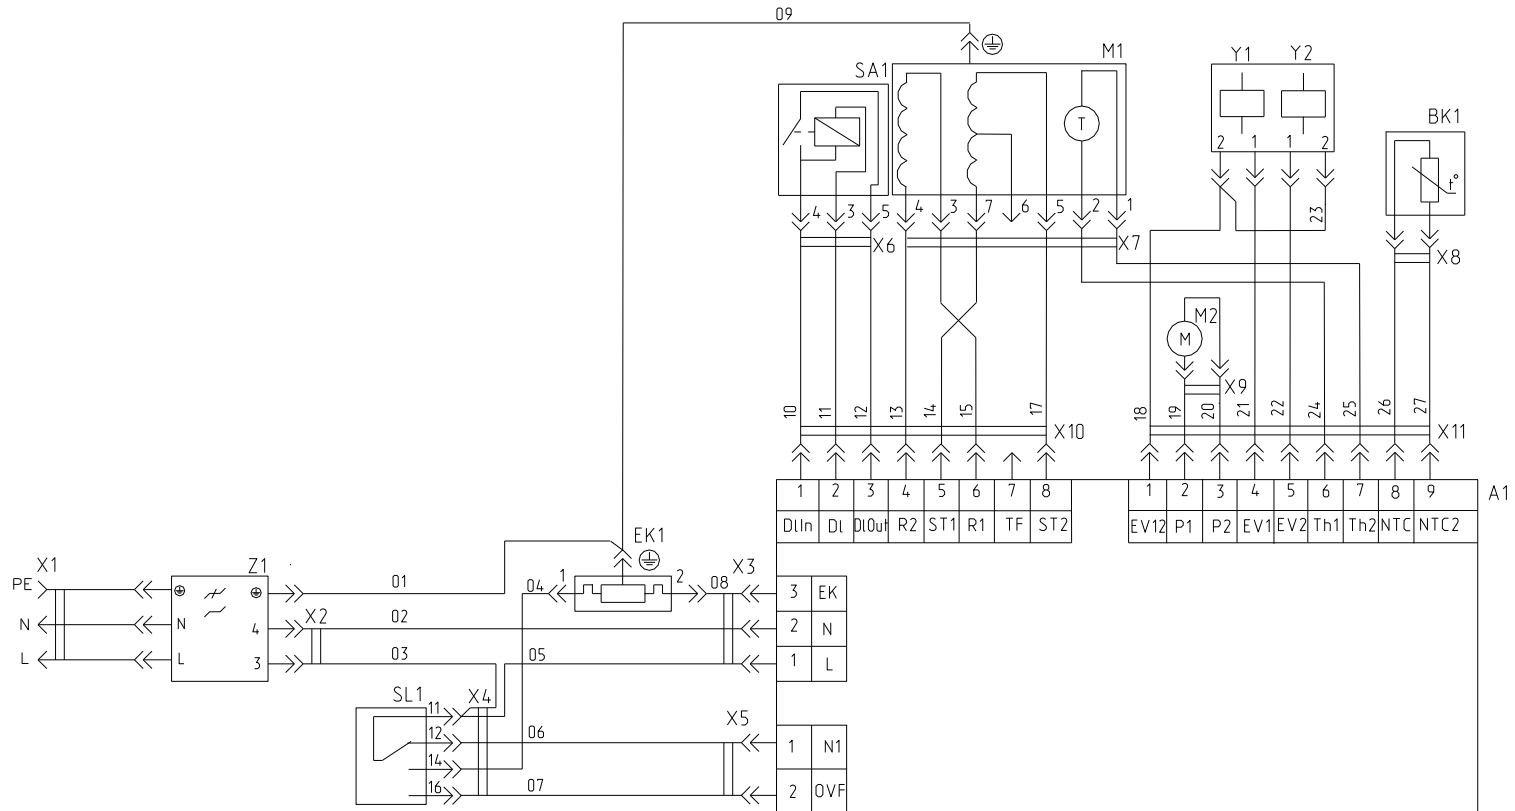 09
M1
Y1 Y2
SA1
BK1
T
2 1 1 2
t°
4 3 5 4 3 7 6 5 2 1
23
X6
X7
X8
M2
M
X9
10 11 12 13 14 15 17 18 19 20 21 22 24 25 26 27
X10
X11
1 2 3 4 5 6 7 8
1 2 3 4 5 6 7 8 9
A1
DlIn Dl DlOut R2 ST1 R1 TF ST2
EV12 P1 P2 EV1 EV2 Th1 Th2 NTC NTC2
EK1
X1
Z1
X3
PE
01
04 1 2 08
3 EK
X2
N
N
4
02
2 N
L
L
3
03
05
1 L
SL1
X4
11
X5
12
06
1 N1
14
16
07
2 OVF